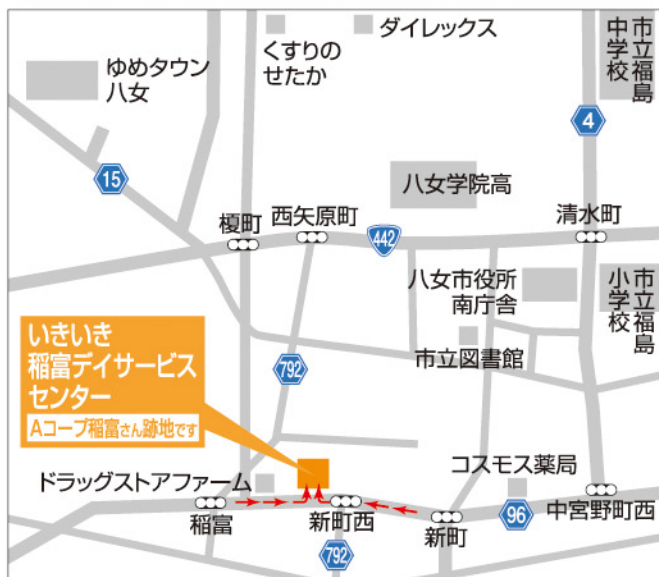 ダイレックス
くすりの
せたか
市立福島
中学校
ゆめタウン
八女
4
15
八女学院高
西矢原町
清水町
榎町
442
八女市役所
南庁舎
市立福島
小学校
いきいき
稲富デイサービス
センター
Aコープ稲富さん跡地です
792
市立図書館
ドラッグストアファーム
コスモス薬局
稲富
新町西
新町
96
中宮野町西
792